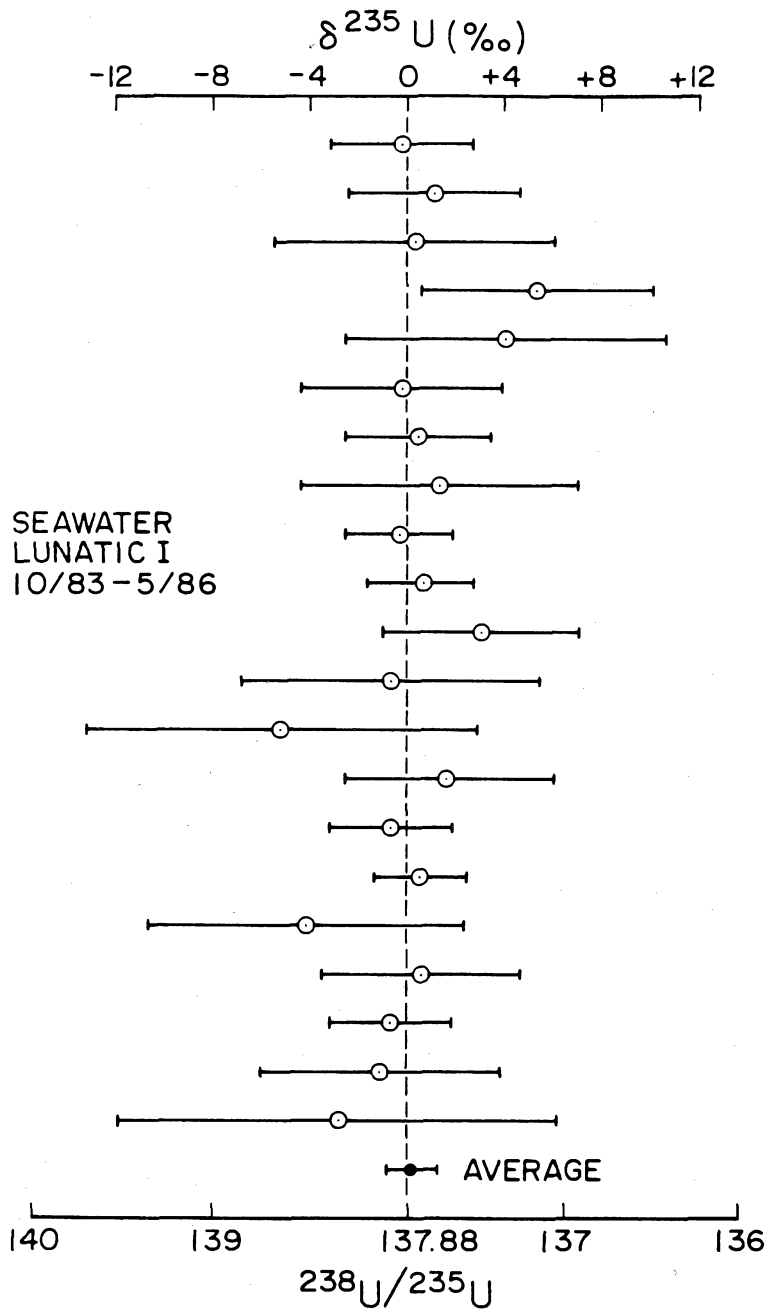 δ ²³⁵U (‰)
-12 -8 -4 0 +4 +8 +12
SEAWATER
LUNATIC I
10/83-5/86
AVERAGE
140 139 137.88 137 136
²³⁸U/²³⁵U